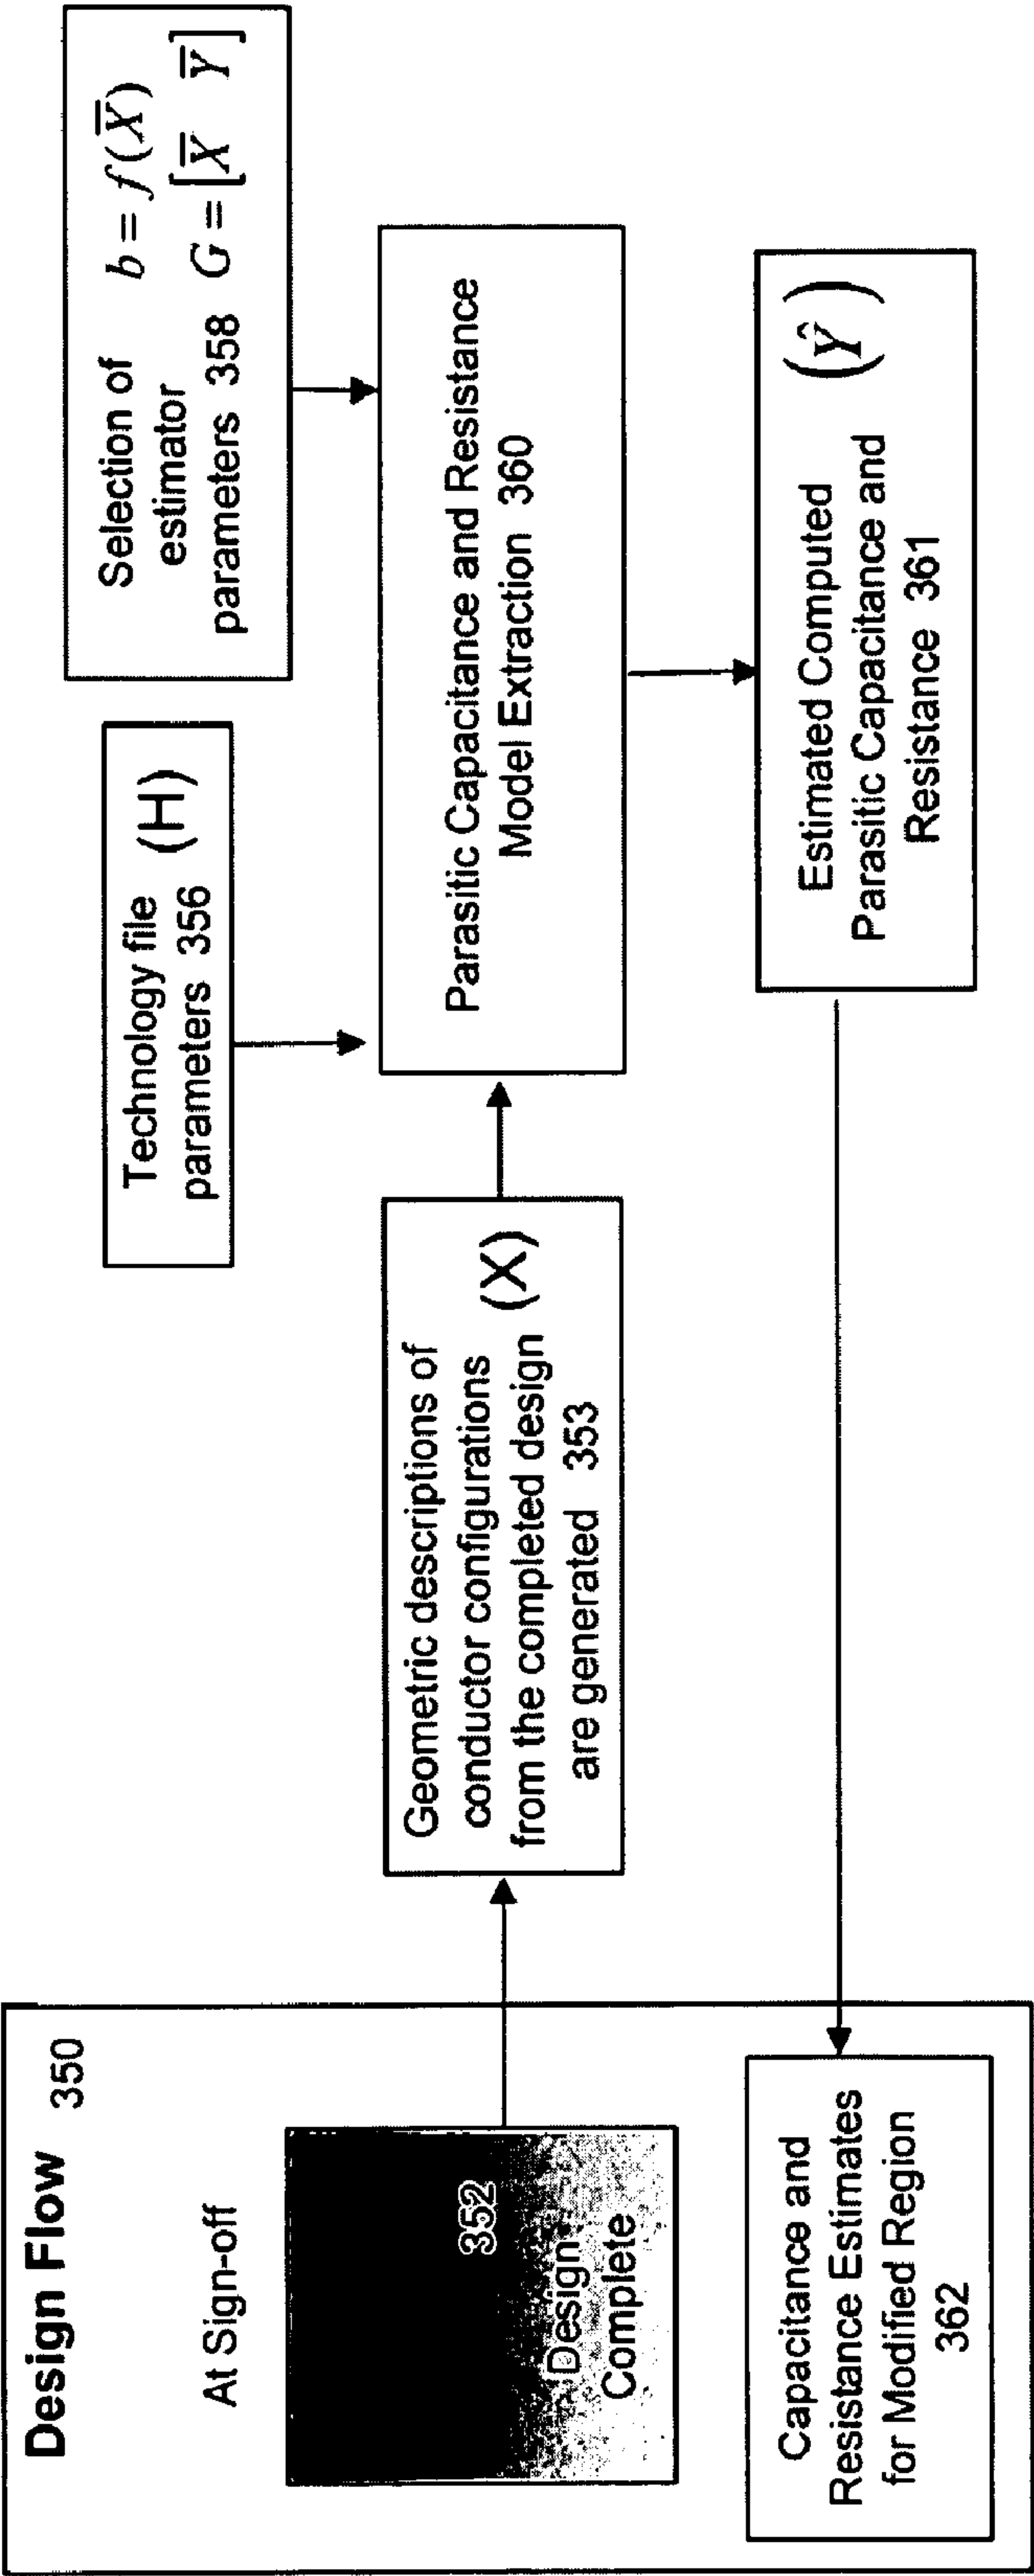 Design Flow 350
At Sign-off
352
Design
Complete
Capacitance and
Resistance Estimates
for Modified Region
362
Geometric descriptions of
conductor configurations
from the completed design (X)
are generated 353
Technology file
parameters 356 (H)
Selection of
estimator
parameters 358
b = f(X̅)
G = [X̅ Y̅]
Parasitic Capacitance and Resistance
Model Extraction 360
Estimated Computed
Parasitic Capacitance and
Resistance 361
(Ŷ)